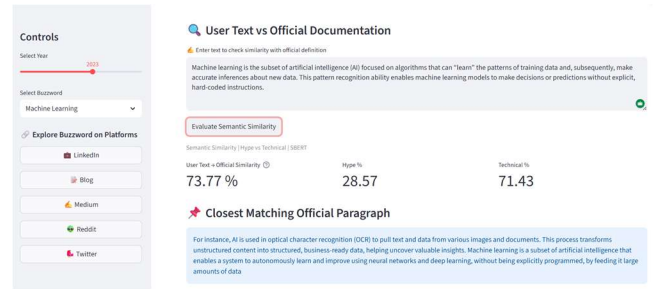 Controls
Select Year
2023
Select Buzzword
Machine Learning
Explore Buzzword on Platforms
LinkedIn
Blog
Medium
Reddit
Twitter
User Text vs Official Documentation
Enter text to check similarity with official definition
Machine learning is the subset of artificial intelligence (AI) focused on algorithms that can "learn" the patterns of training data and, subsequently, make
accurate inferences about new data. This pattern recognition ability enables machine learning models to make decisions or predictions without explicit,
hard-coded instructions.
Evaluate Semantic Similarity
Semantic Similarity | Hype vs Technical | SBERT
User Text → Official Similarity
Hype %
Technical %
73.77 %
28.57
71.43
Closest Matching Official Paragraph
For instance, AI is used in optical character recognition (OCR) to pull text and data from various images and documents. This process transforms
unstructured content into structured, business-ready data, helping uncover valuable insights. Machine learning is a subset of artificial intelligence that
enables a system to autonomously learn and improve using neural networks and deep learning, without being explicitly programmed, by feeding it large
amounts of data